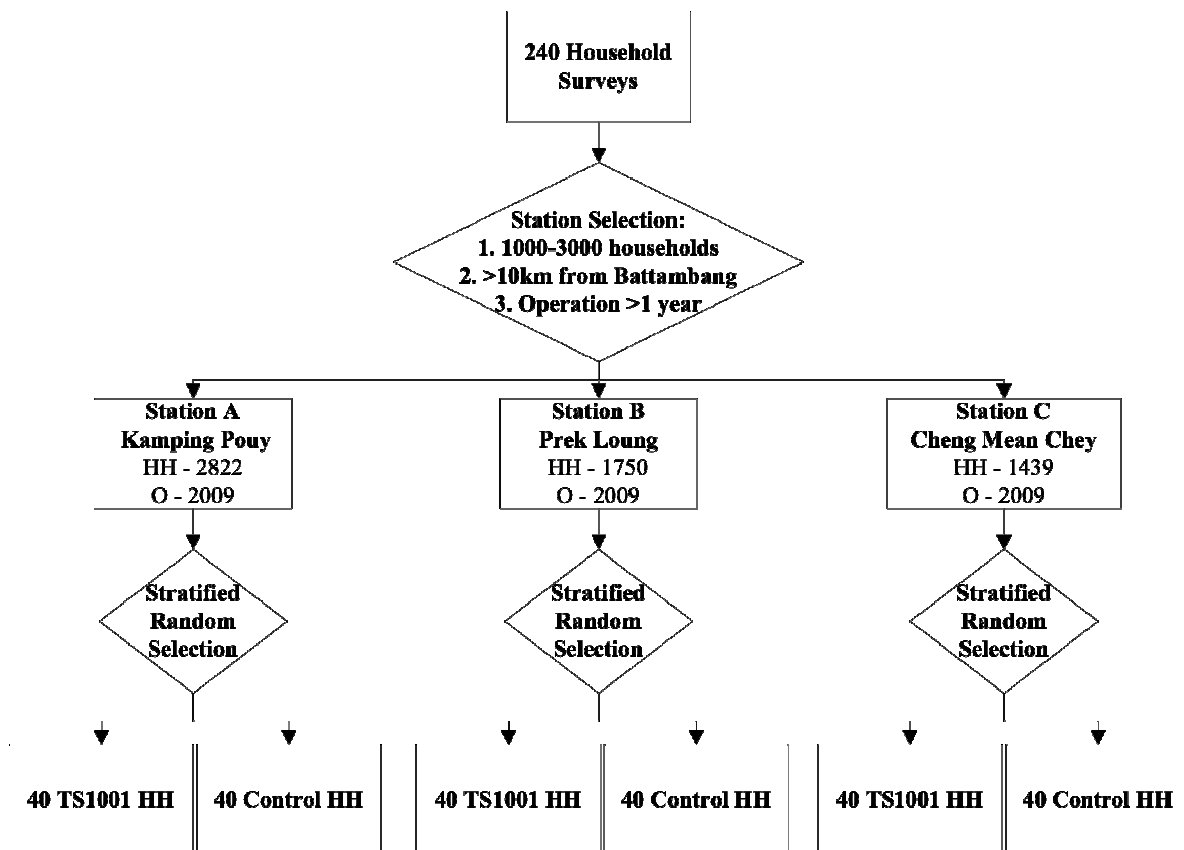 240 Household
Surveys
Station Selection:
1. 1000-3000 households
2. >10km from Battambang
3. Operation >1 year
Station A
Kamping Pouy
HH - 2822
O - 2009
Station B
Prek Loung
HH - 1750
O - 2009
Station C
Cheng Mean Chey
HH - 1439
O - 2009
Stratified
Random
Selection
Stratified
Random
Selection
Stratified
Random
Selection
40 TS1001 HH
40 Control HH
40 TS1001 HH
40 Control HH
40 TS1001 HH
40 Control HH